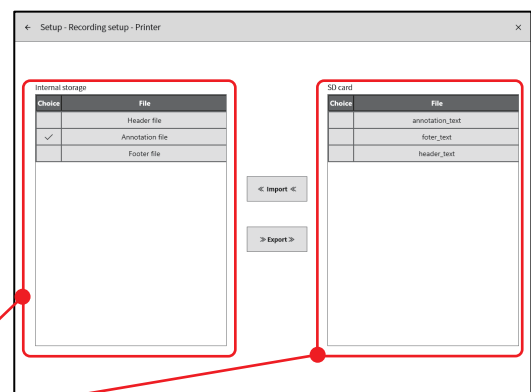 ← Setup - Recording setup - Printer ×
Internal storage
Choice File
Header file
✓ Annotation file
Footer file
≪ Import ≪
≫ Export ≫
SD card
Choice File
annotation_text
foter_text
header_text